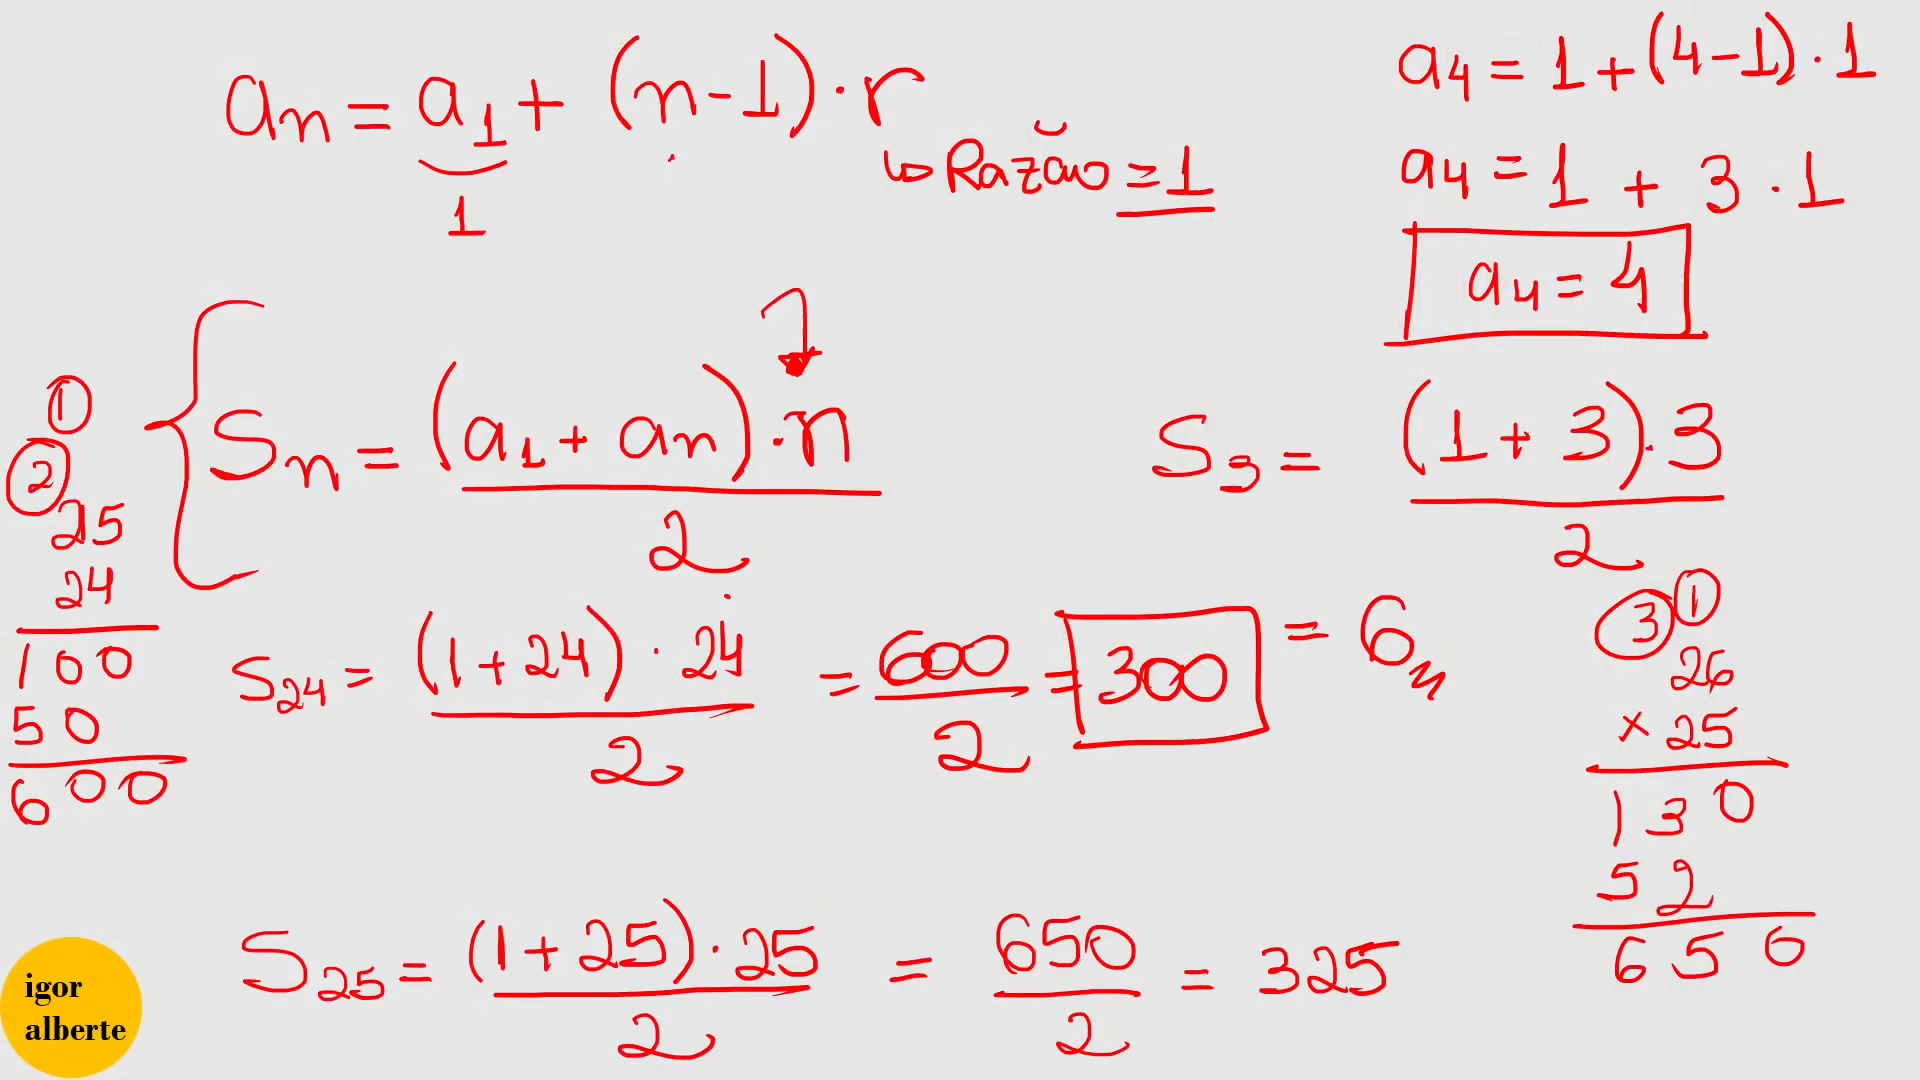 an = a1 + (n-1) · r
↳ Razão = 1
1
a4 = 1 + (4-1) · 1
a4 = 1 + 3 · 1
a4 = 4
Sn = (a1 + an) · n
2
S3 = (1 + 3) · 3
2
= 6
1
2
25
24
100
50
600
S24 = (1+24) · 24 = 600 = 300
2 2
3 1
26
× 25
130
52
650
S25 = (1+25) · 25 = 650 = 325
2 2
igor
alberte